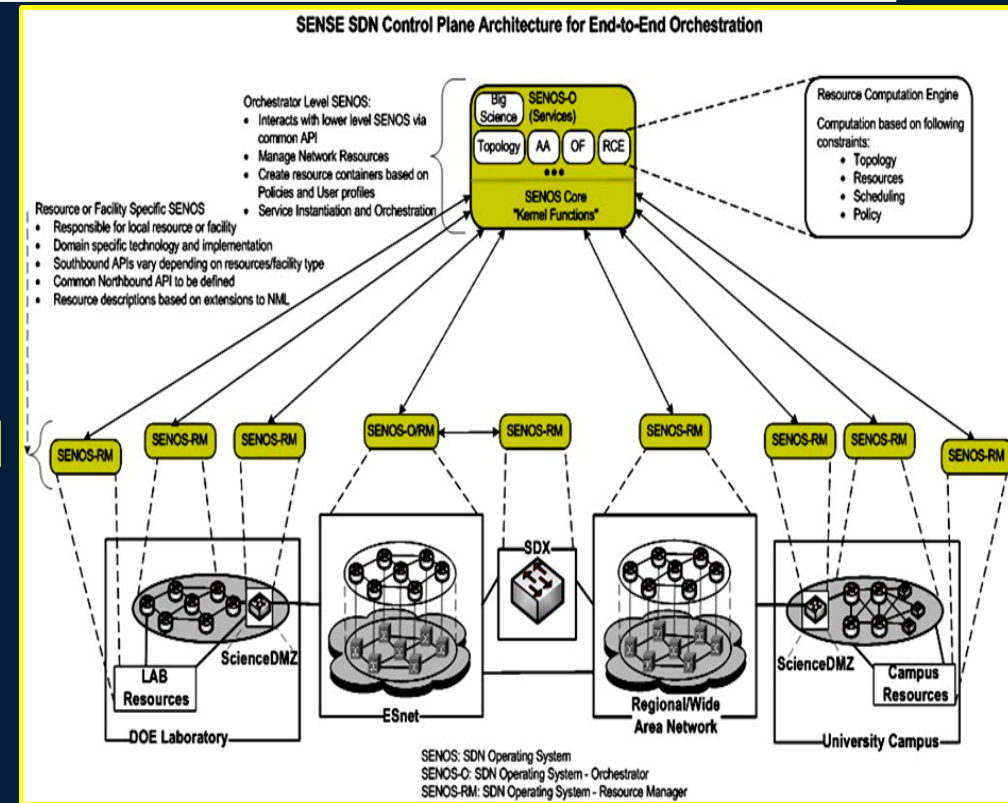 SENSE SDN Control Plane Architecture for End-to-End Orchestration
Orchestrator Level SENOS:
• Interacts with lower level SENOS via
common API
• Manage Network Resources
• Create resource containers based on
Policies and User profiles
• Service Instantiation and Orchestration
Big
Science
SENOS-O
(Services)
Topology
AA
OF
RCE
•••
SENOS Core
"Kernel Functions"
Resource Computation Engine
Computation based on following
constraints:
• Topology
• Resources
• Scheduling
• Policy
Resource or Facility Specific SENOS
• Responsible for local resource or facility
• Domain specific technology and implementation
• Southbound APIs vary depending on resources/facility type
• Common Northbound API to be defined
• Resource descriptions based on extensions to NML
SENOS-RM
SENOS-RM
SENOS-RM
SENOS-O/RM
SENOS-RM
SENOS-RM
SENOS-RM
SENOS-RM
SENOS-RM
SDX
ScienceDMZ
LAB
Resources
DOE Laboratory
ESnet
Regional/Wide
Area Network
ScienceDMZ
Campus
Resources
University Campus
SENOS: SDN Operating System
SENOS-O: SDN Operating System - Orchestrator
SENOS-RM: SDN Operating System - Resource Manager